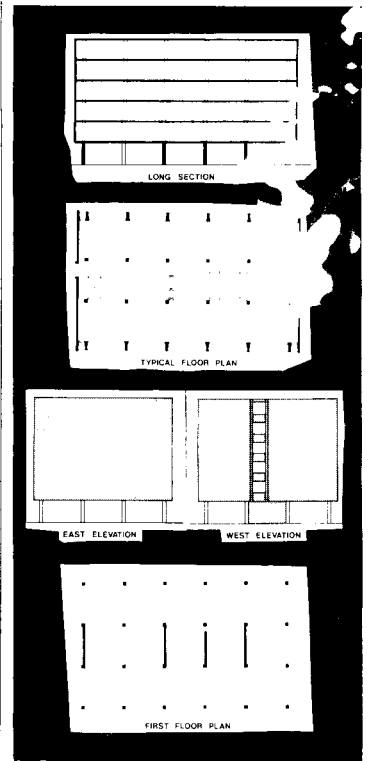 LONG SECTION
TYPICAL FLOOR PLAN
EAST ELEVATION
WEST ELEVATION
FIRST FLOOR PLAN